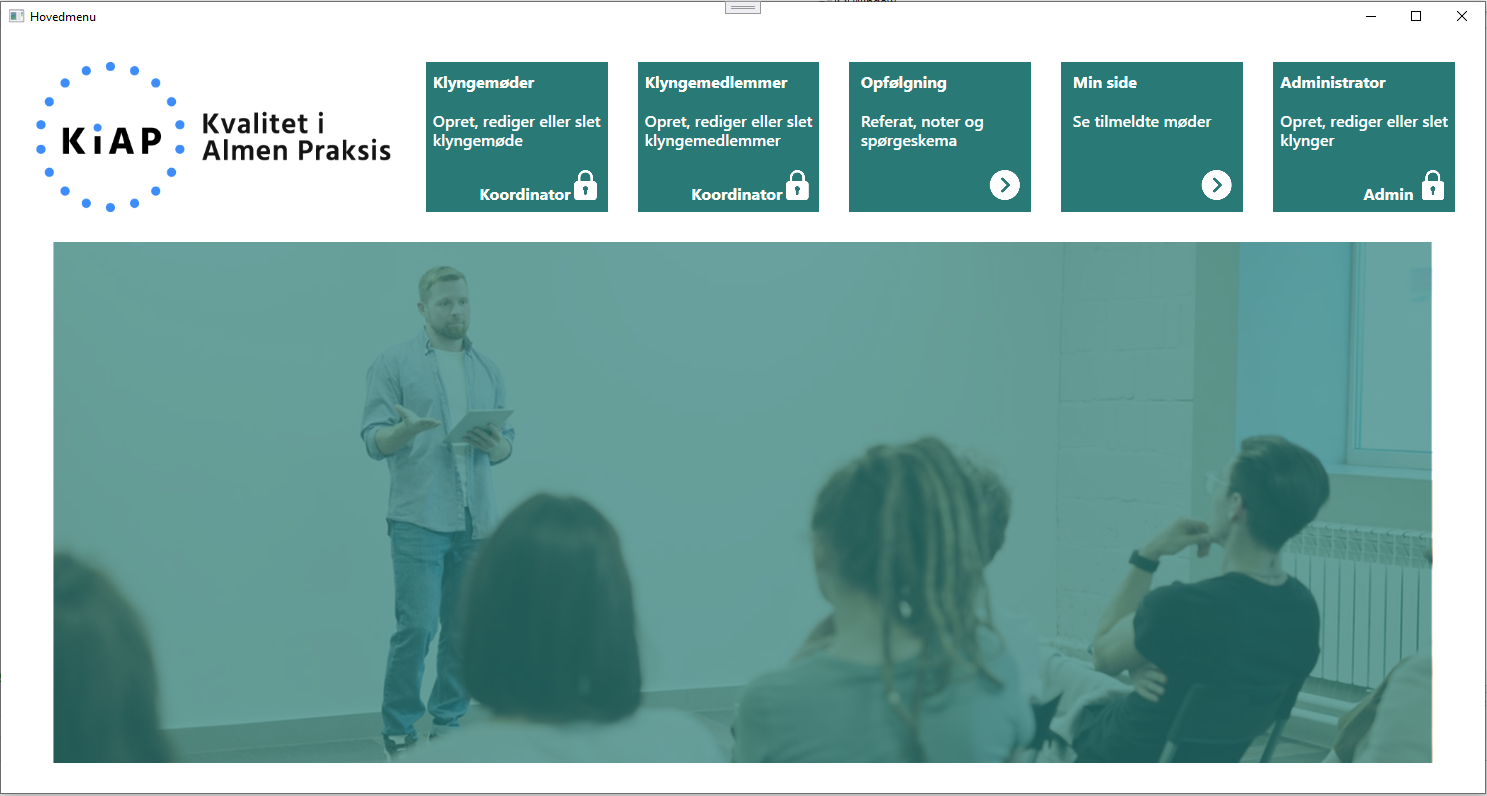 Hovedmenu
KiAP
Kvalitet i
Almen Praksis
Klyngemøder
Opret, rediger eller slet
klyngemøde
Koordinator
Klyngemedlemmer
Opret, rediger eller slet
klyngemedlemmer
Koordinator
Opfølgning
Referat, noter og
spørgeskema
Min side
Se tilmeldte møder
Administrator
Opret, rediger eller slet
klynger
Admin